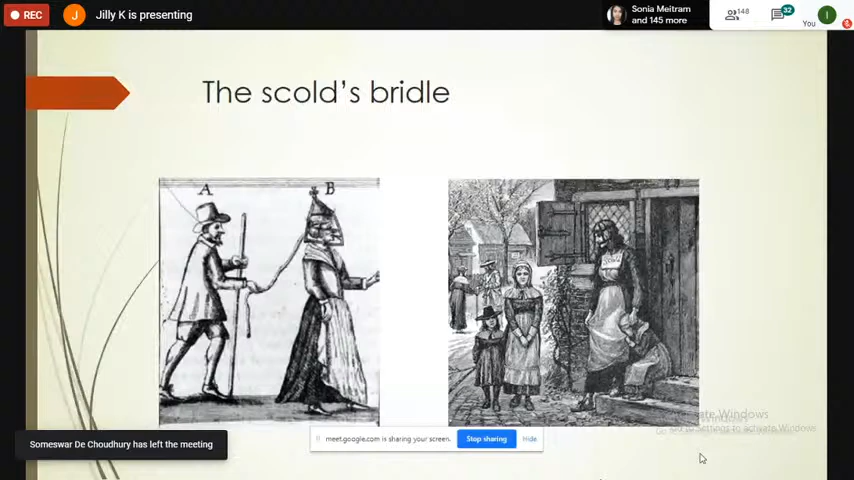 REC
J
Jilly K is presenting
Sonia Meitram
and 145 more
148
32
You
I
The scold's bridle
A
B
Activate Windows
Go to Settings to activate Windows.
Someswar De Choudhury has left the meeting
meet.google.com is sharing your screen.
Stop sharing
Hide